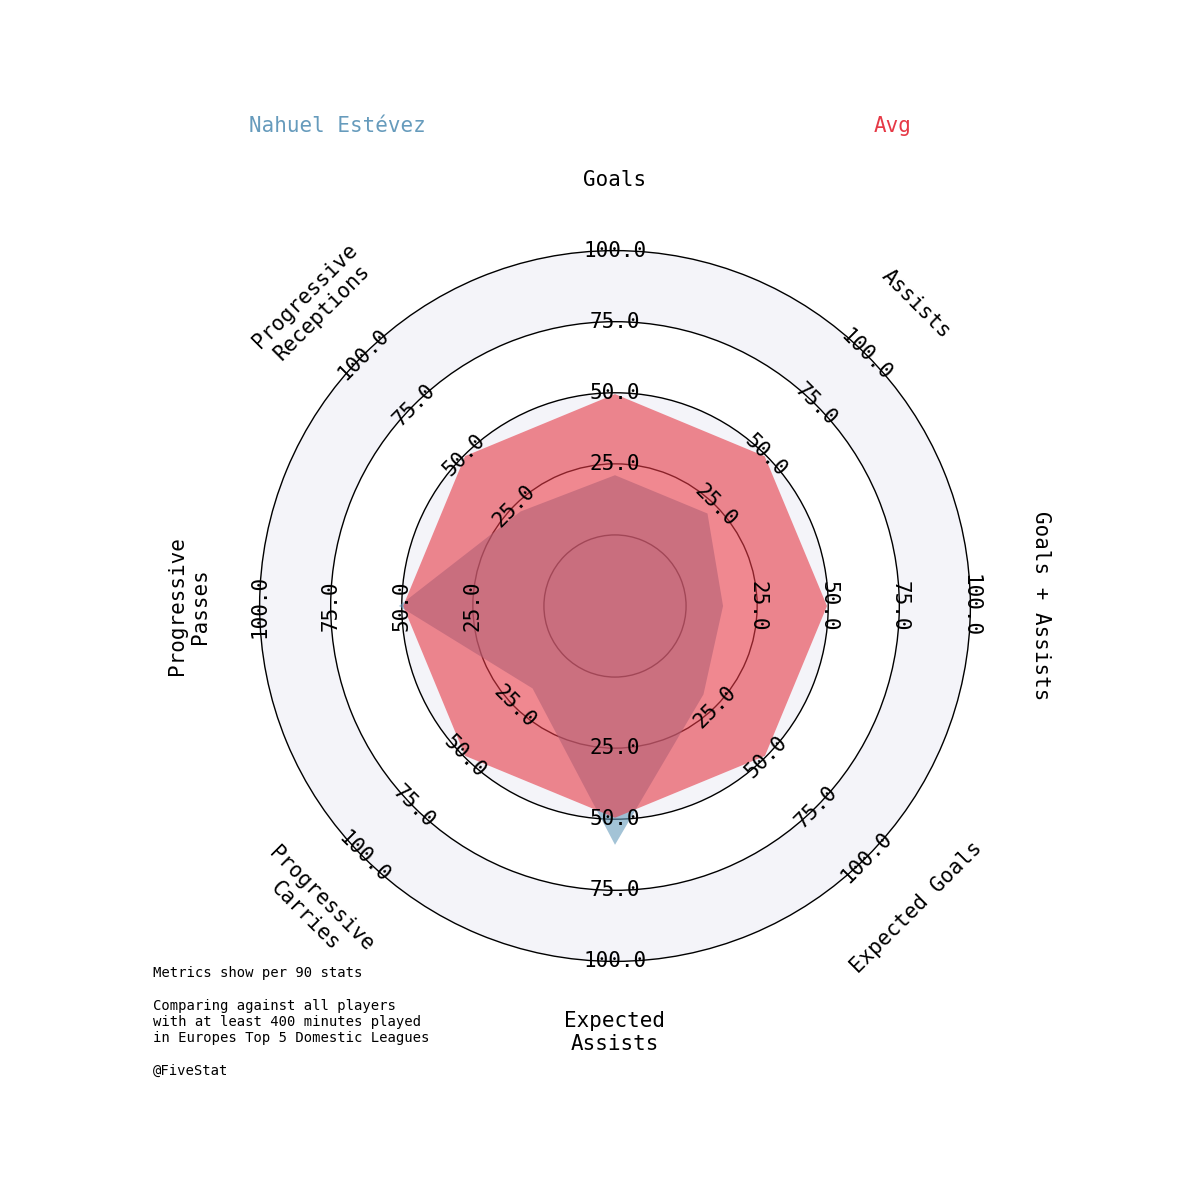 Nahuel Estévez
Avg
Goals
Assists
Goals + Assists
Expected Goals
Expected
Assists
Progressive
Carries
Progressive
Passes
Progressive
Receptions
25.0
50.0
75.0
100.0
25.0
50.0
75.0
100.0
25.0
50.0
75.0
100.0
25.0
50.0
75.0
100.0
25.0
50.0
75.0
100.0
25.0
50.0
75.0
100.0
25.0
50.0
75.0
100.0
25.0
50.0
75.0
100.0
Metrics show per 90 stats
Comparing against all players
with at least 400 minutes played
in Europes Top 5 Domestic Leagues
@FiveStat